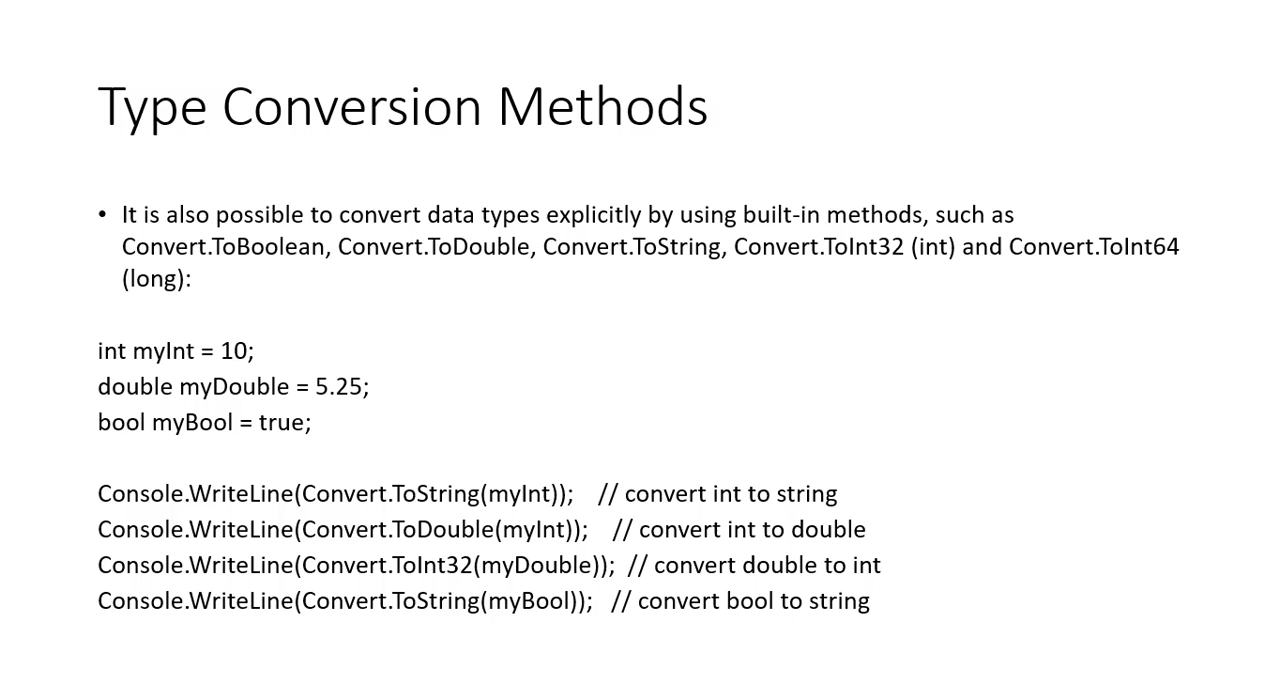 Type Conversion Methods
• It is also possible to convert data types explicitly by using built-in methods, such as
Convert.ToBoolean, Convert.ToDouble, Convert.ToString, Convert.ToInt32 (int) and Convert.ToInt64
(long):
int myInt = 10;
double myDouble = 5.25;
bool myBool = true;
Console.WriteLine(Convert.ToString(myInt)); // convert int to string
Console.WriteLine(Convert.ToDouble(myInt)); // convert int to double
Console.WriteLine(Convert.ToInt32(myDouble)); // convert double to int
Console.WriteLine(Convert.ToString(myBool)); // convert bool to string